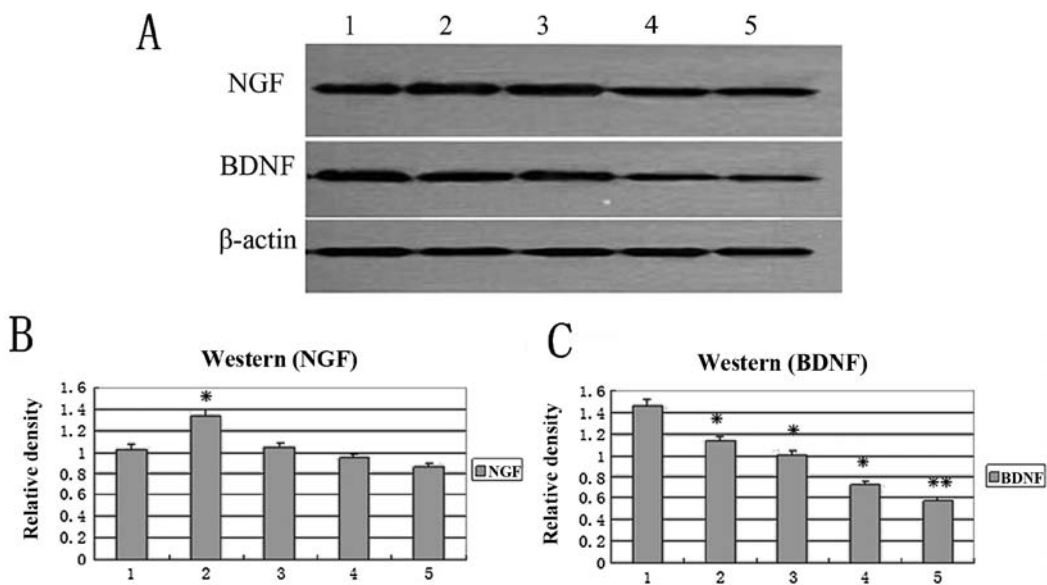 A
1 2 3 4 5
NGF
BDNF
β-actin
B
Western (NGF)
Relative density
1.6
1.4
1.2
1
0.8
0.6
0.4
0.2
0
*
1 2 3 4 5
NGF
C
Western (BDNF)
Relative density
1.6
1.4
1.2
1
0.8
0.6
0.4
0.2
0
*
*
*
**
1 2 3 4 5
BDNF